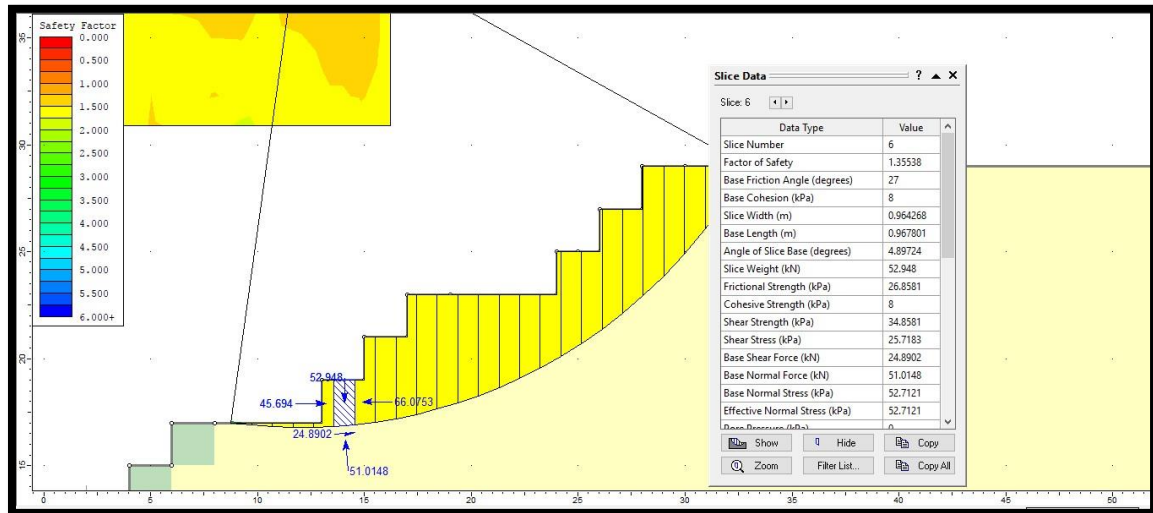 Safety Factor
0.000
0.500
1.000
1.500
2.000
2.500
3.000
3.500
4.000
4.500
5.000
5.500
6.000+
35
30
25
20
15
0 5 10 15 20 25 30 35 40 45 50
52.948
45.694
66.0753
24.8902
51.0148
Slice Data ?
Slice: 6
Data Type Value
Slice Number 6
Factor of Safety 1.35538
Base Friction Angle (degrees) 27
Base Cohesion (kPa) 8
Slice Width (m) 0.964268
Base Length (m) 0.967801
Angle of Slice Base (degrees) 4.89724
Slice Weight (kN) 52.948
Frictional Strength (kPa) 26.8581
Cohesive Strength (kPa) 8
Shear Strength (kPa) 34.8581
Shear Stress (kPa) 25.7183
Base Shear Force (kN) 24.8902
Base Normal Force (kN) 51.0148
Base Normal Stress (kPa) 52.7121
Effective Normal Stress (kPa) 52.7121
Pore Pressure (kPa) 0
Show Hide Copy
Zoom Filter List... Copy All